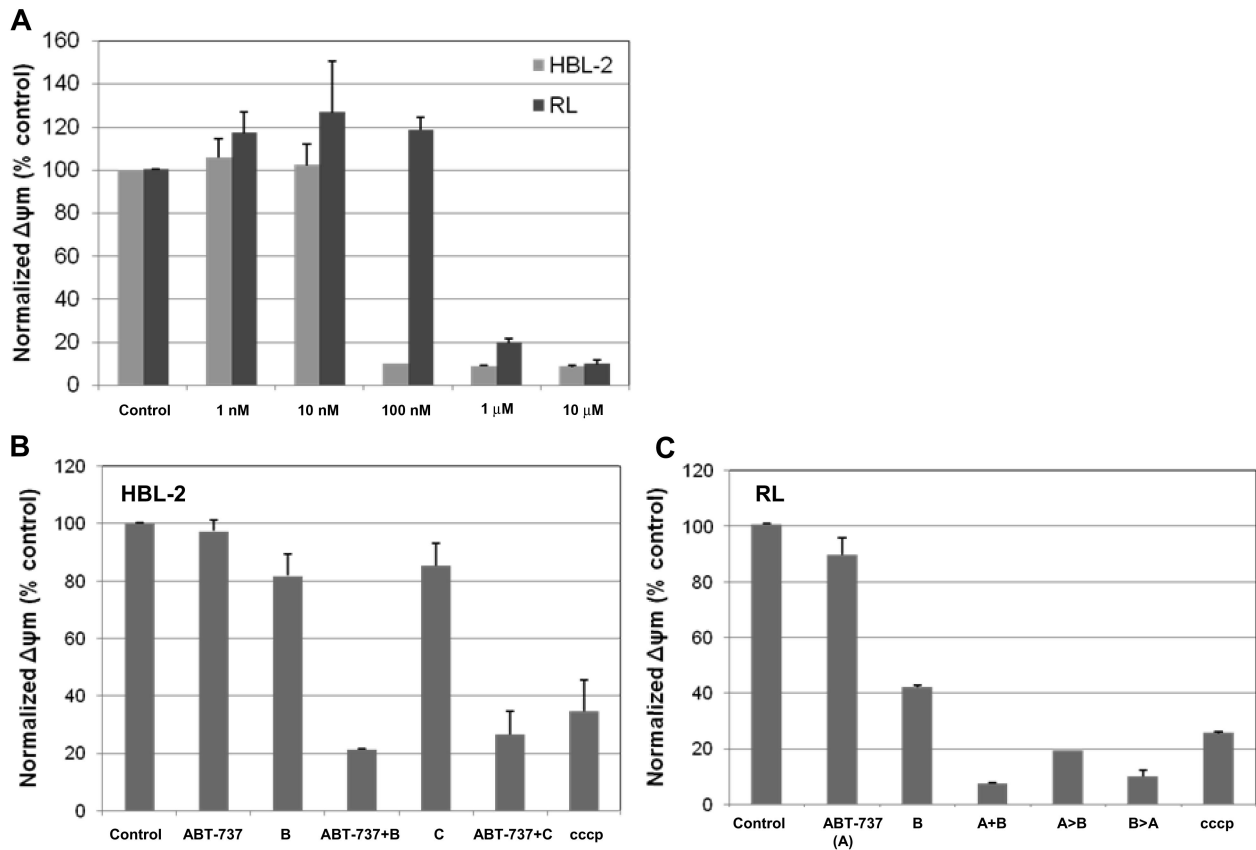 A
Normalized Δψm (% control)
160
140
120
100
80
60
40
20
0
HBL-2
RL
Control 1 nM 10 nM 100 nM 1 μM 10 μM
B
Normalized Δψm (% control)
120
100
80
60
40
20
0
HBL-2
Control ABT-737 B ABT-737+B C ABT-737+C cccp
C
Normalized Δψm (% control)
120
100
80
60
40
20
0
RL
Control ABT-737 B A+B A>B B>A cccp
(A)